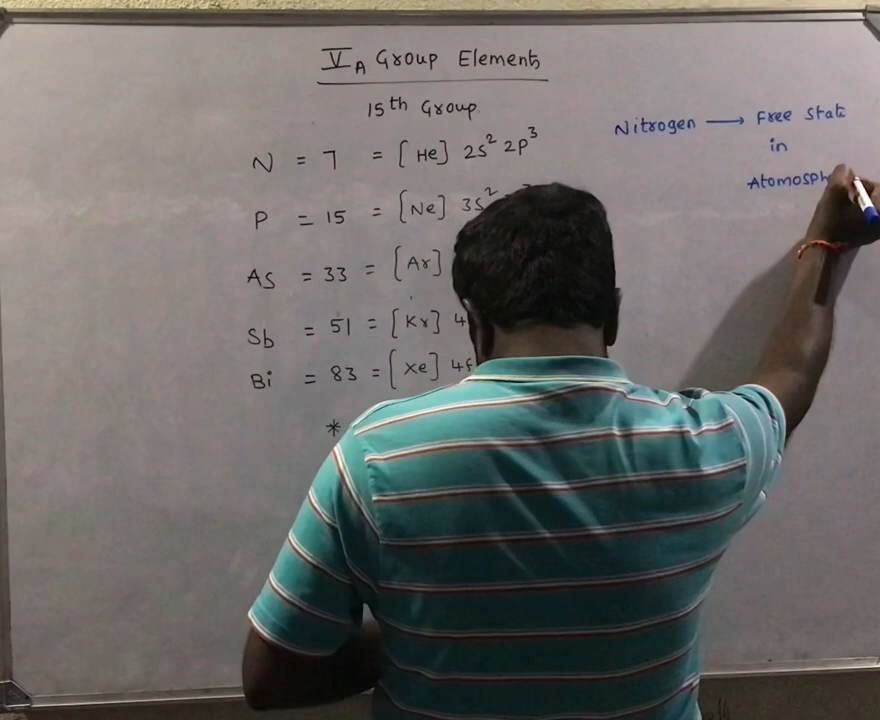 V A Group Elements
15th Group
N = 7 = [He] 2s² 2p³
P = 15 = [Ne] 3s²
As = 33 = [Ar]
Sb = 51 = [Kr] 4
Bi = 83 = [Xe] 4f
*
Nitrogen → Free State
in
Atomosph